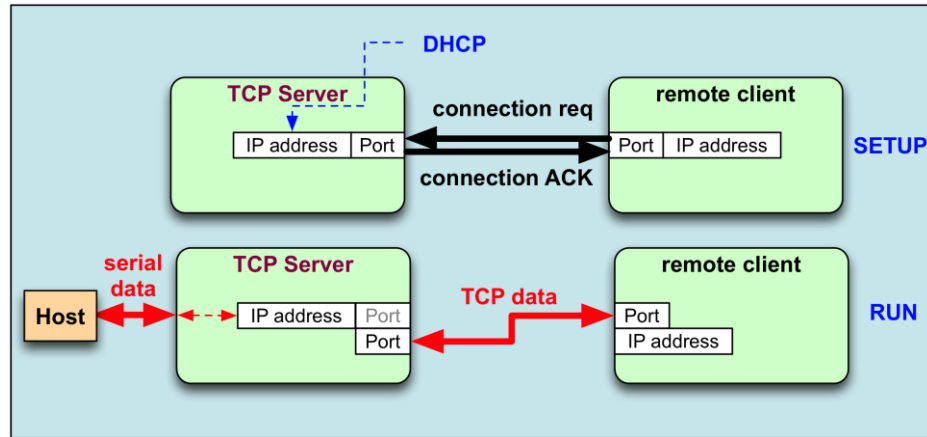 DHCP
TCP Server
remote client
connection req
IP address Port
Port IP address
SETUP
connection ACK
serial
data
TCP Server
remote client
TCP data
Host
IP address Port
Port
Port
IP address
RUN